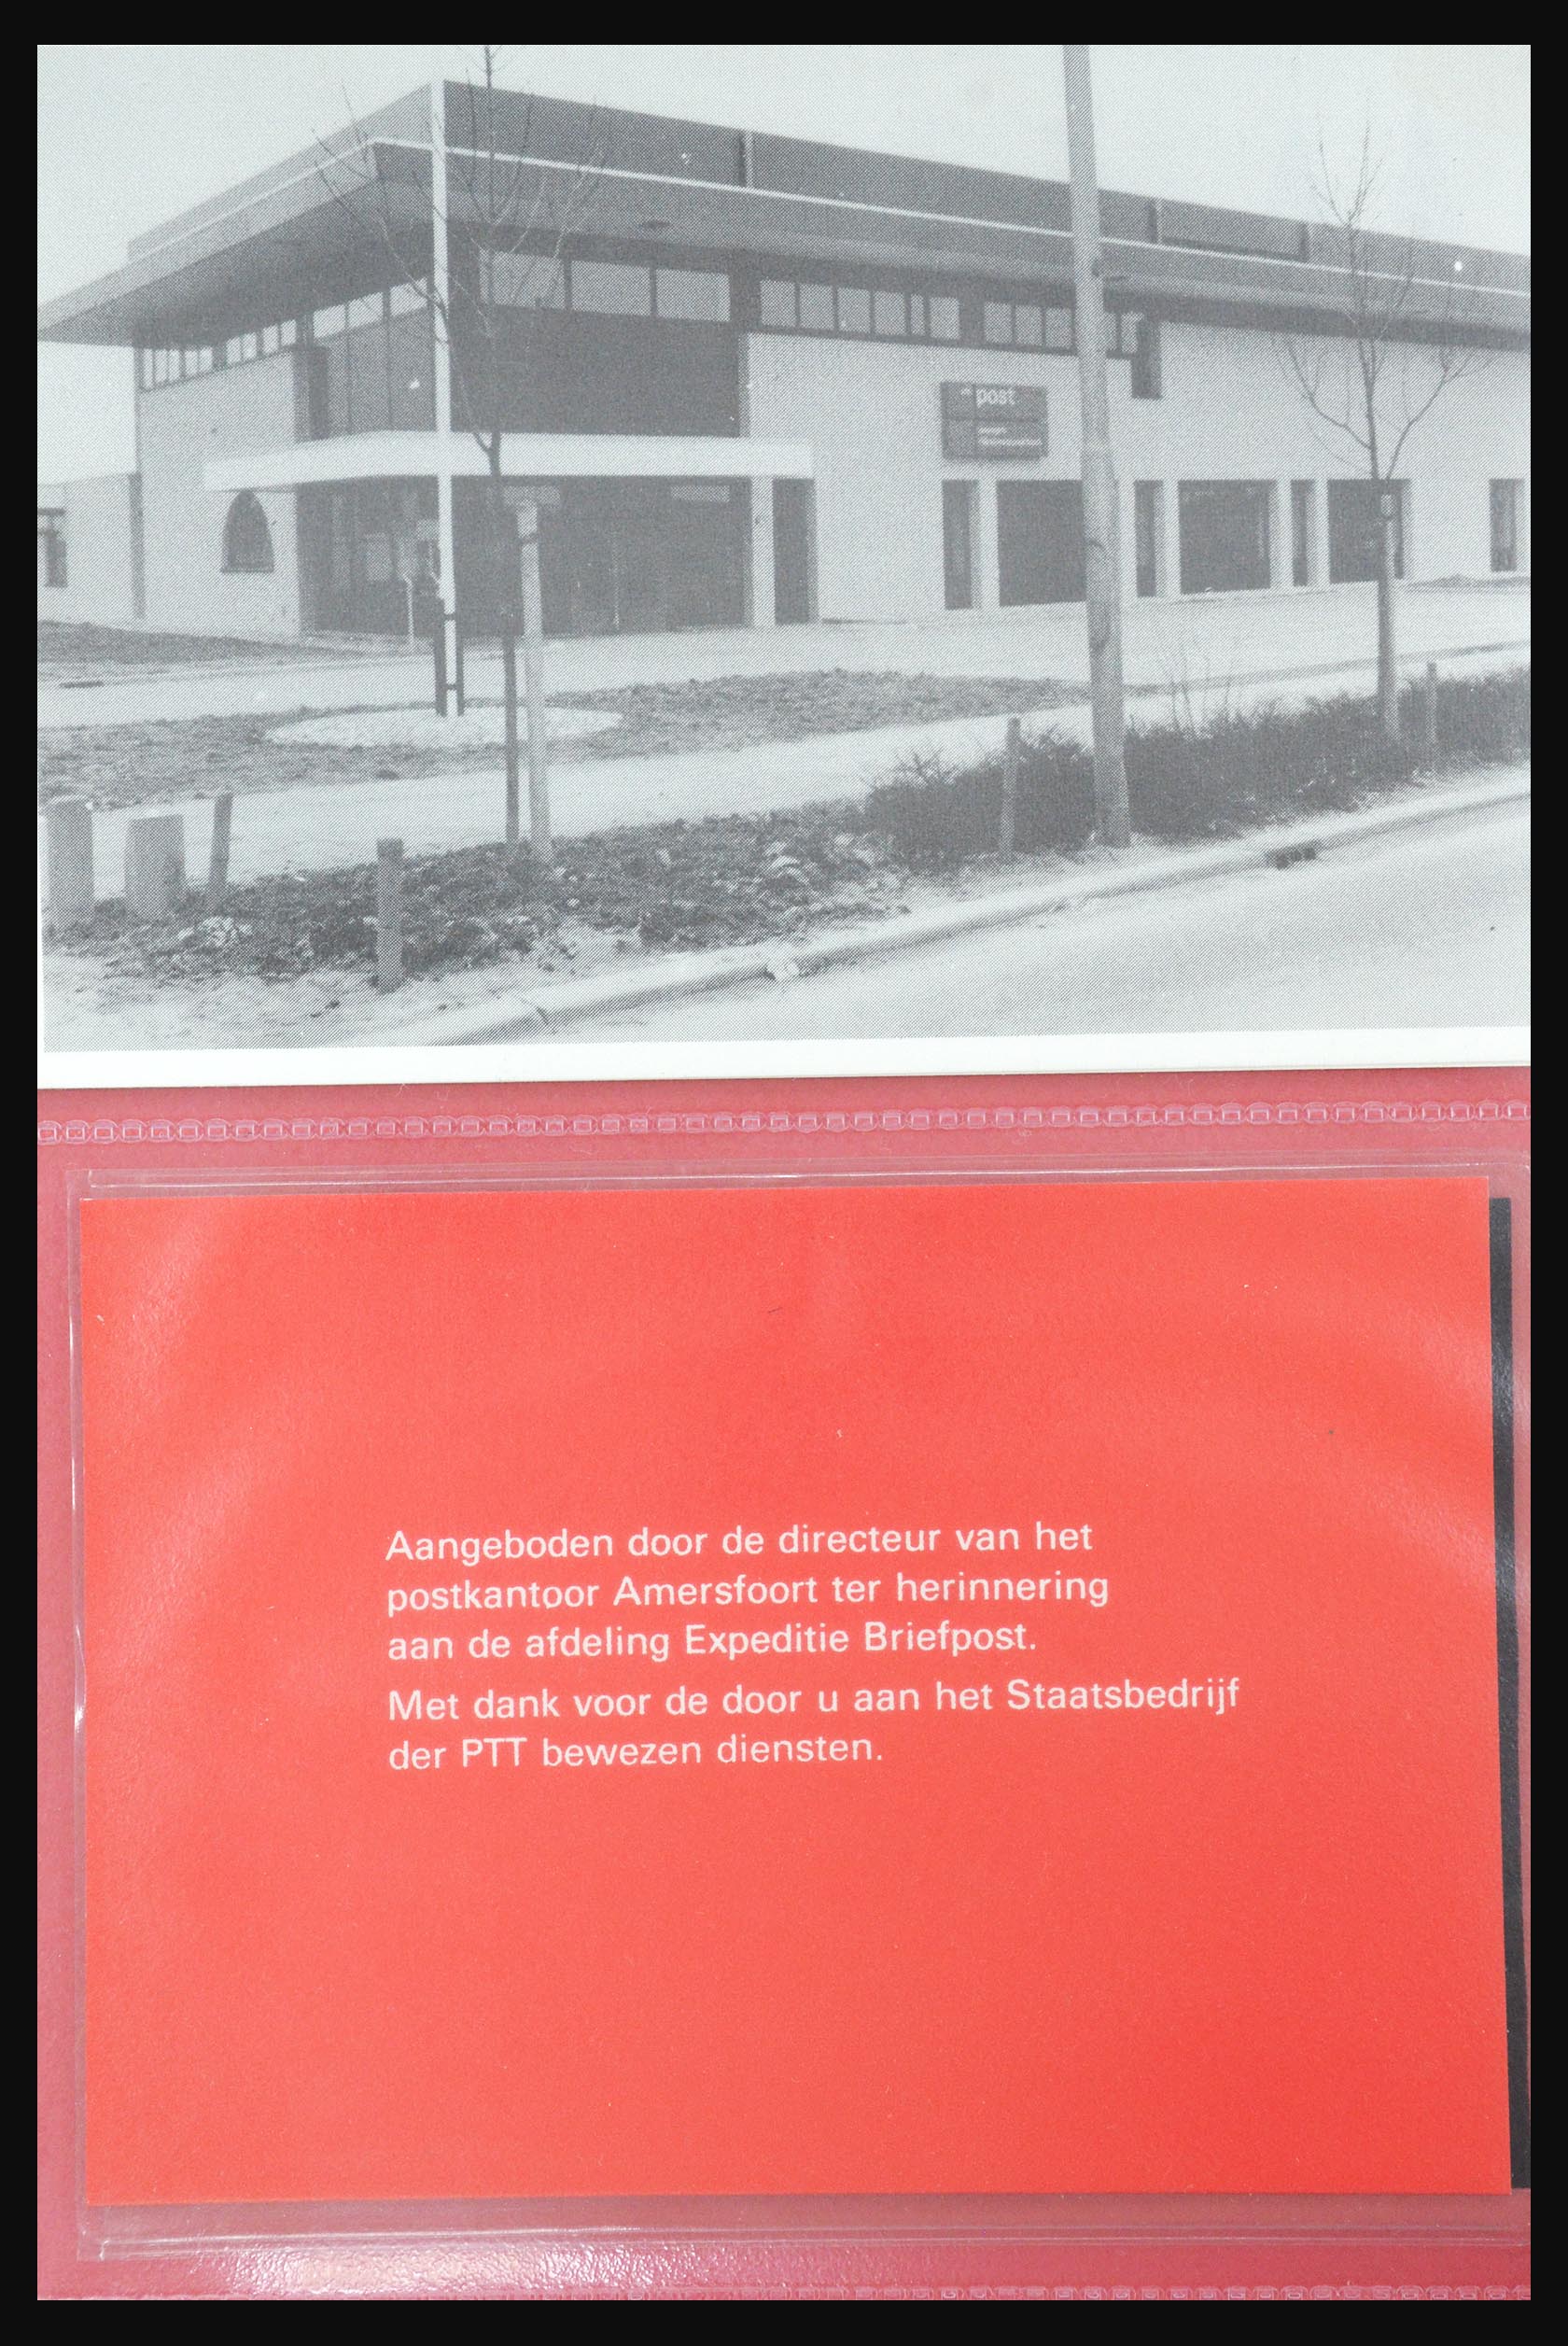 post
Aangeboden door de directeur van het
postkantoor Amersfoort ter herinnering
aan de afdeling Expeditie Briefpost.
Met dank voor de door u aan het Staatsbedrijf
der PTT bewezen diensten.